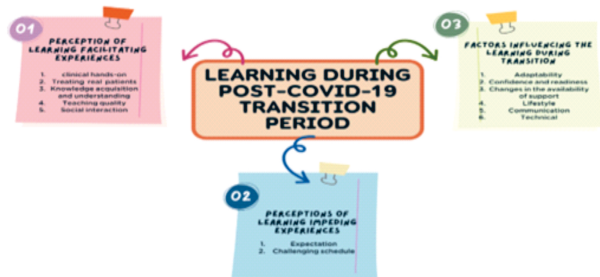 01
PERCEPTION OF
LEARNING FACILITATING
EXPERIENCES
1. clinical hands-on
2. Treating real patients
3. Knowledge acquisition
and understanding
4. Teaching quality
5. Social interaction
LEARNING DURING
POST-COVID-19
TRANSITION
PERIOD
03
FACTORS INFLUENCING THE
LEARNING DURING
TRANSITION
1. Adaptability
2. Confidence and readiness
3. Changes in the availability
of support
4. Lifestyle
5. Communication
6. Technical
02
PERCEPTIONS OF
LEARNING IMPEDING
EXPERIENCES
1. Expectation
2. Challenging schedule